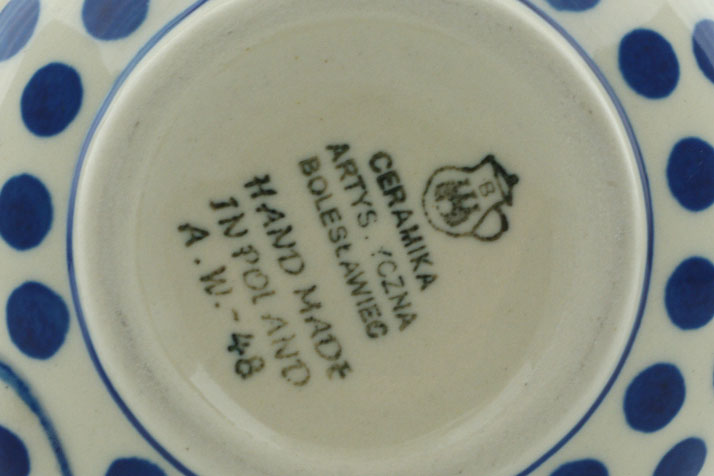 B
CERAMIKA
ARTYS. YCZNA
BOLESŁAWIEC
HAND MADE
IN POLAND
A.W.-48